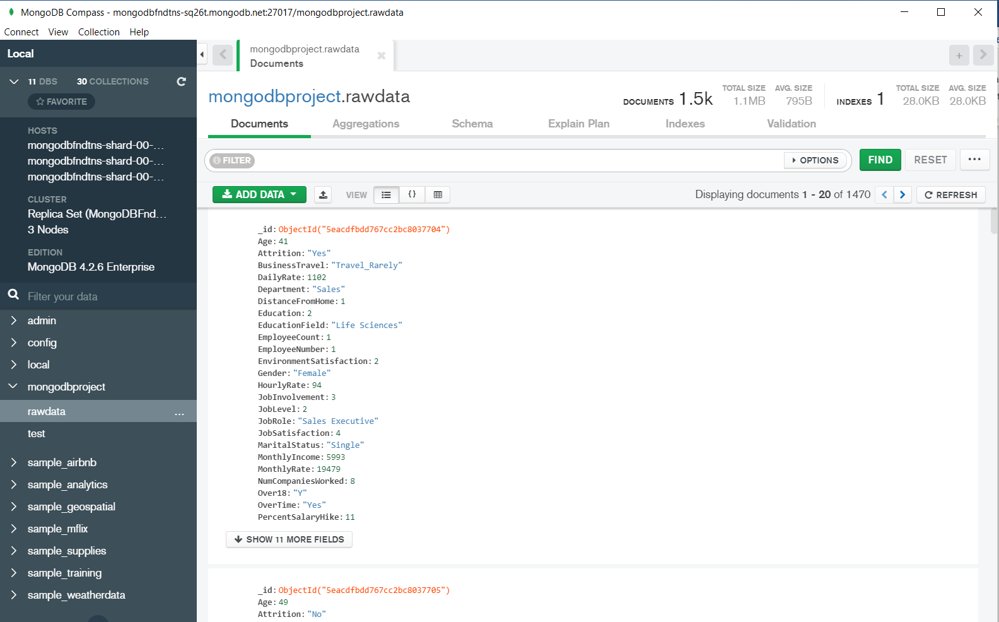 MongoDB Compass - mongodbfndtns-sq26t.mongodb.net:27017/mongodbproject.rawdata
Connect View Collection Help
Local
11 DBS 30 COLLECTIONS
FAVORITE
HOSTS
mongodbfndtns-shard-00-...
mongodbfndtns-shard-00-...
mongodbfndtns-shard-00-...
CLUSTER
Replica Set (MongoDBFnd...
3 Nodes
EDITION
MongoDB 4.2.6 Enterprise
Filter your data
admin
config
local
mongodbproject
rawdata ...
test
sample_airbnb
sample_analytics
sample_geospatial
sample_mflix
sample_supplies
sample_training
sample_weatherdata
mongodbproject.rawdata
Documents
mongodbproject.rawdata
DOCUMENTS 1.5k TOTAL SIZE 1.1MB AVG. SIZE 795B INDEXES 1 TOTAL SIZE 28.0KB AVG. SIZE 28.0KB
Documents Aggregations Schema Explain Plan Indexes Validation
FILTER OPTIONS FIND RESET ...
ADD DATA VIEW { } Displaying documents 1 - 20 of 1470 < > REFRESH
_id: ObjectId("5eacdfbdd767cc2bc8037704")
Age: 41
Attrition: "Yes"
BusinessTravel: "Travel_Rarely"
DailyRate: 1102
Department: "Sales"
DistanceFromHome: 1
Education: 2
EducationField: "Life Sciences"
EmployeeCount: 1
EmployeeNumber: 1
EnvironmentSatisfaction: 2
Gender: "Female"
HourlyRate: 94
JobInvolvement: 3
JobLevel: 2
JobRole: "Sales Executive"
JobSatisfaction: 4
MaritalStatus: "Single"
MonthlyIncome: 5993
MonthlyRate: 19479
NumCompaniesWorked: 8
Over18: "Y"
OverTime: "Yes"
PercentSalaryHike: 11
SHOW 11 MORE FIELDS
_id: ObjectId("5eacdfbdd767cc2bc8037705")
Age: 49
Attrition: "No"